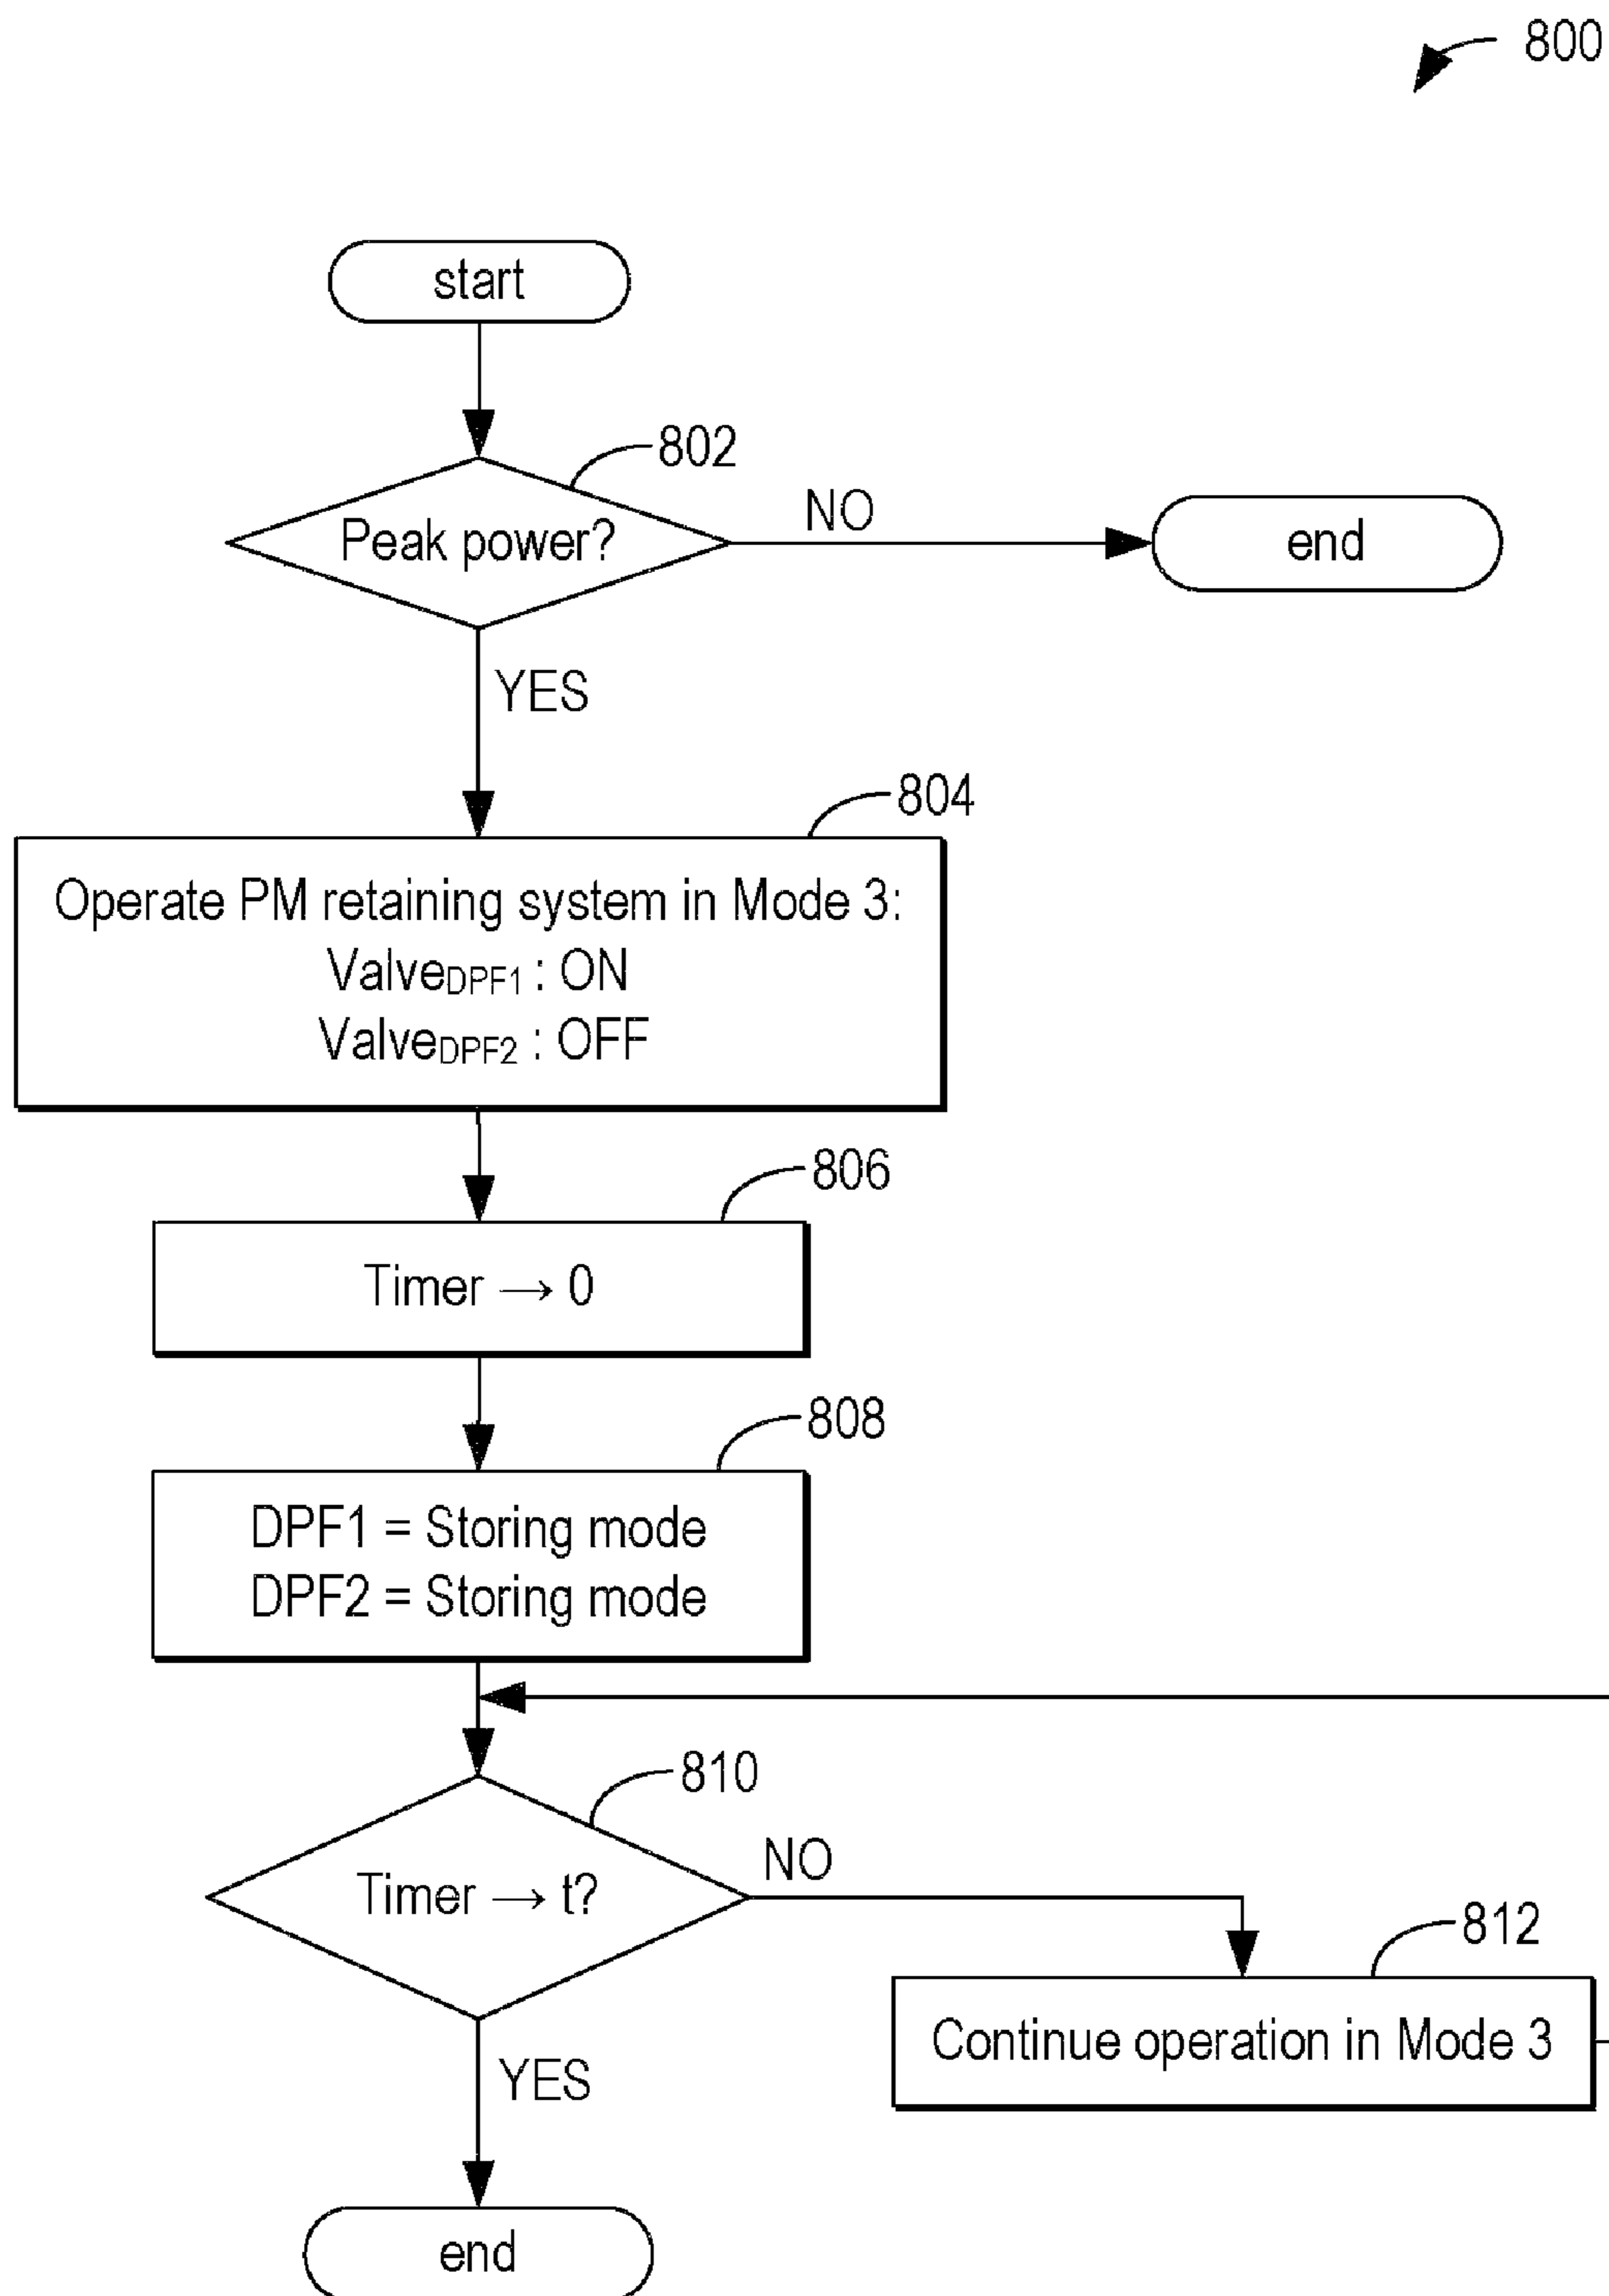 800
start
802
Peak power?
NO
end
YES
804
Operate PM retaining system in Mode 3:
Valve_DPF1 : ON
Valve_DPF2 : OFF
806
Timer → 0
808
DPF1 = Storing mode
DPF2 = Storing mode
810
Timer → t?
NO
812
Continue operation in Mode 3
YES
end